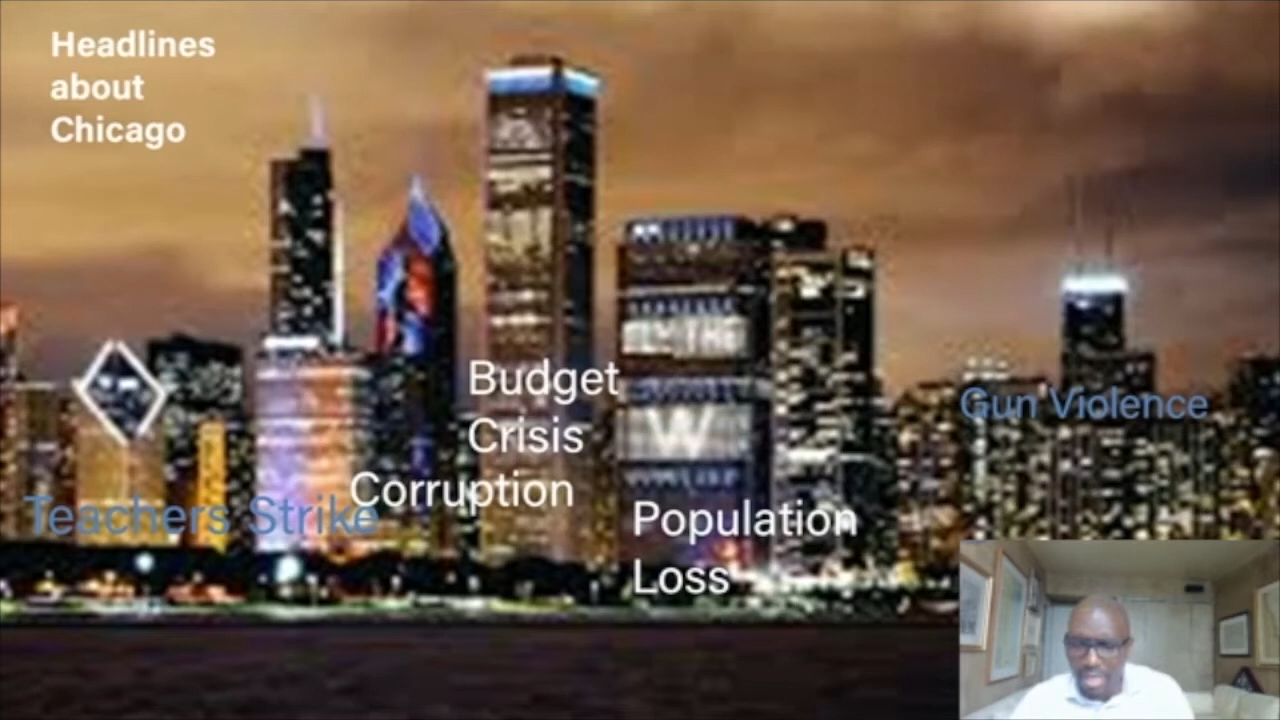 Headlines
about
Chicago
Budget
Crisis
Gun Violence
Corruption
Teachers Strike
Population
Loss
W